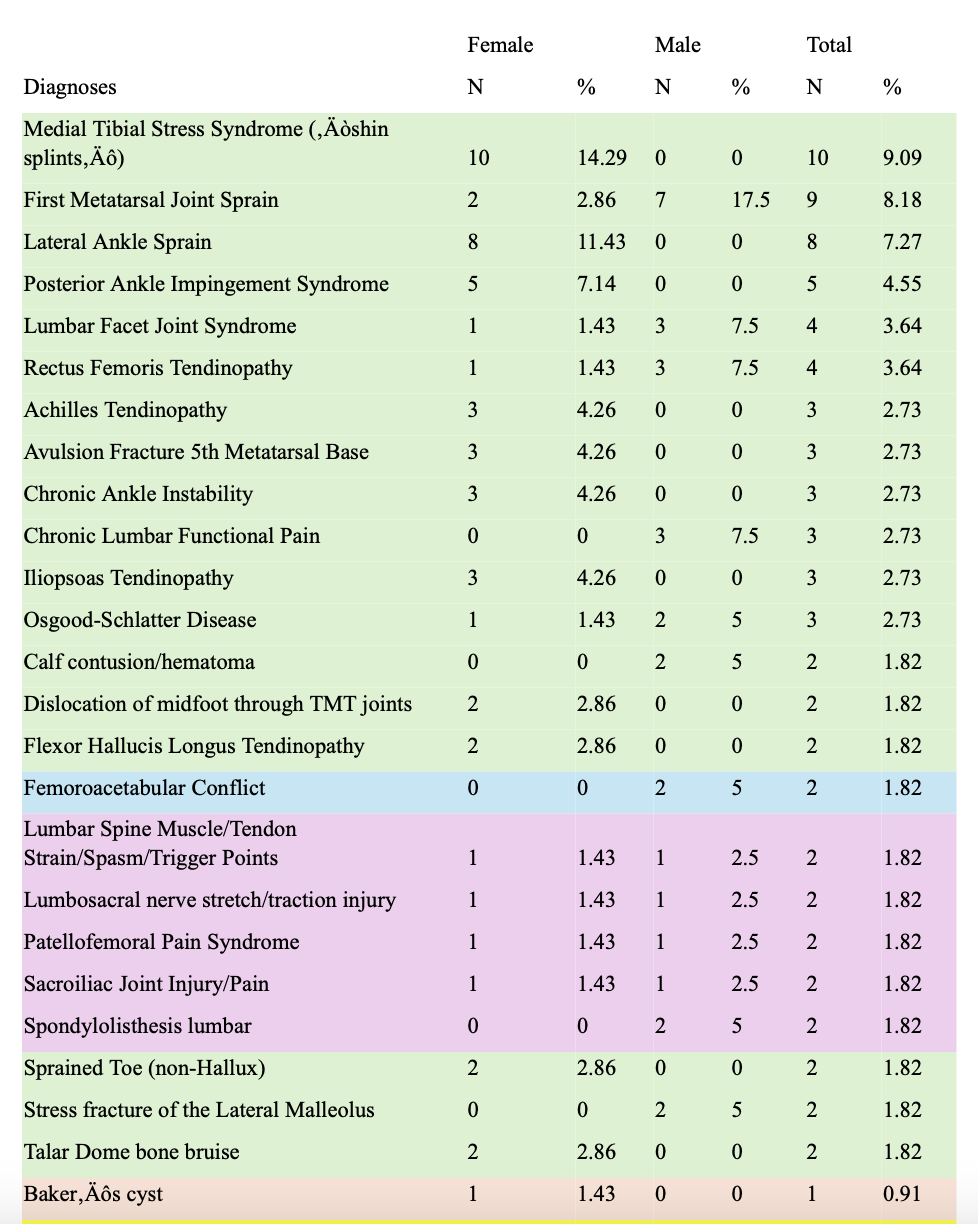 Female Male Total
Diagnoses N % N % N %
Medial Tibial Stress Syndrome (‚Äòshin
splints‚Äô) 10 14.29 0 0 10 9.09
First Metatarsal Joint Sprain 2 2.86 7 17.5 9 8.18
Lateral Ankle Sprain 8 11.43 0 0 8 7.27
Posterior Ankle Impingement Syndrome 5 7.14 0 0 5 4.55
Lumbar Facet Joint Syndrome 1 1.43 3 7.5 4 3.64
Rectus Femoris Tendinopathy 1 1.43 3 7.5 4 3.64
Achilles Tendinopathy 3 4.26 0 0 3 2.73
Avulsion Fracture 5th Metatarsal Base 3 4.26 0 0 3 2.73
Chronic Ankle Instability 3 4.26 0 0 3 2.73
Chronic Lumbar Functional Pain 0 0 3 7.5 3 2.73
Iliopsoas Tendinopathy 3 4.26 0 0 3 2.73
Osgood-Schlatter Disease 1 1.43 2 5 3 2.73
Calf contusion/hematoma 0 0 2 5 2 1.82
Dislocation of midfoot through TMT joints 2 2.86 0 0 2 1.82
Flexor Hallucis Longus Tendinopathy 2 2.86 0 0 2 1.82
Femoroacetabular Conflict 0 0 2 5 2 1.82
Lumbar Spine Muscle/Tendon
Strain/Spasm/Trigger Points 1 1.43 1 2.5 2 1.82
Lumbosacral nerve stretch/traction injury 1 1.43 1 2.5 2 1.82
Patellofemoral Pain Syndrome 1 1.43 1 2.5 2 1.82
Sacroiliac Joint Injury/Pain 1 1.43 1 2.5 2 1.82
Spondylolisthesis lumbar 0 0 2 5 2 1.82
Sprained Toe (non-Hallux) 2 2.86 0 0 2 1.82
Stress fracture of the Lateral Malleolus 0 0 2 5 2 1.82
Talar Dome bone bruise 2 2.86 0 0 2 1.82
Baker‚Äôs cyst 1 1.43 0 0 1 0.91